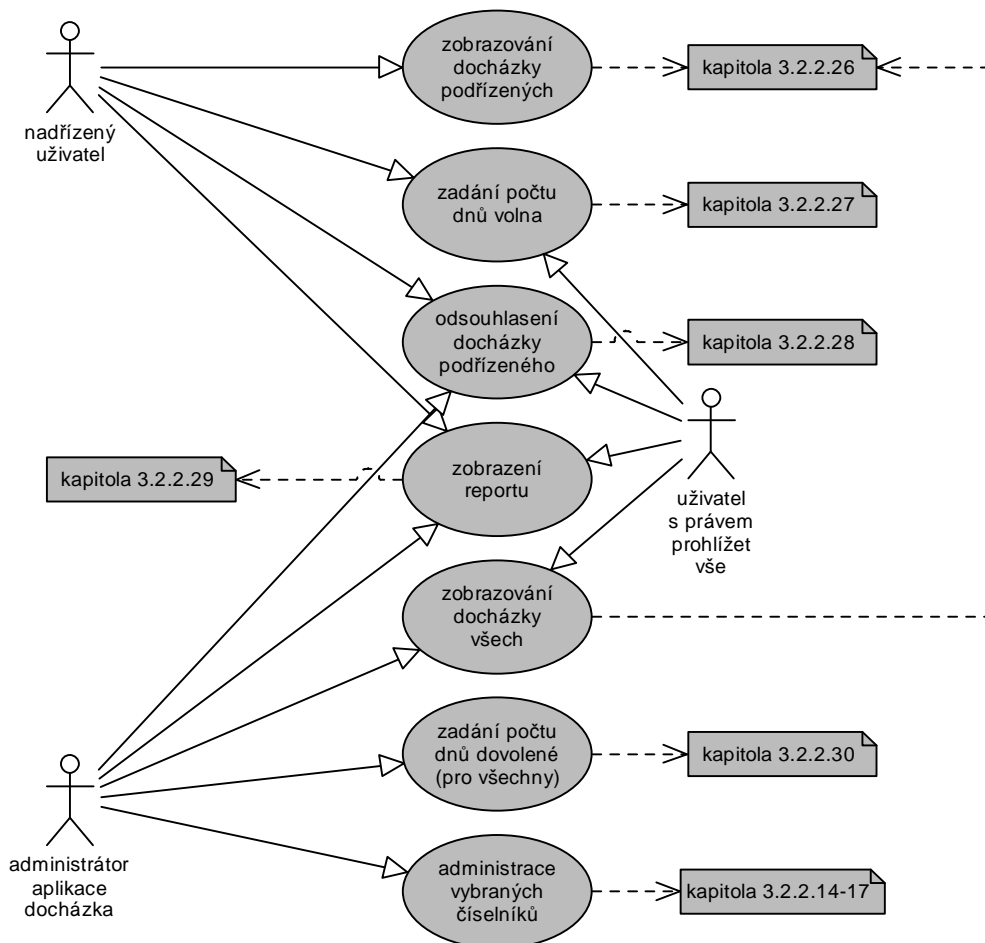 zobrazování
docházky
podřízených
kapitola 3.2.2.26
nadřízený
uživatel
zadání počtu
dnů volna
kapitola 3.2.2.27
odsouhlasení
docházky
podřízeného
kapitola 3.2.2.28
kapitola 3.2.2.29
zobrazení
reportu
uživatel
s právem
prohlížet
vše
zobrazování
docházky
všech
zadání počtu
dnů dovolené
(pro všechny)
kapitola 3.2.2.30
administrátor
aplikace
docházka
administrace
vybraných
číselníků
kapitola 3.2.2.14-17